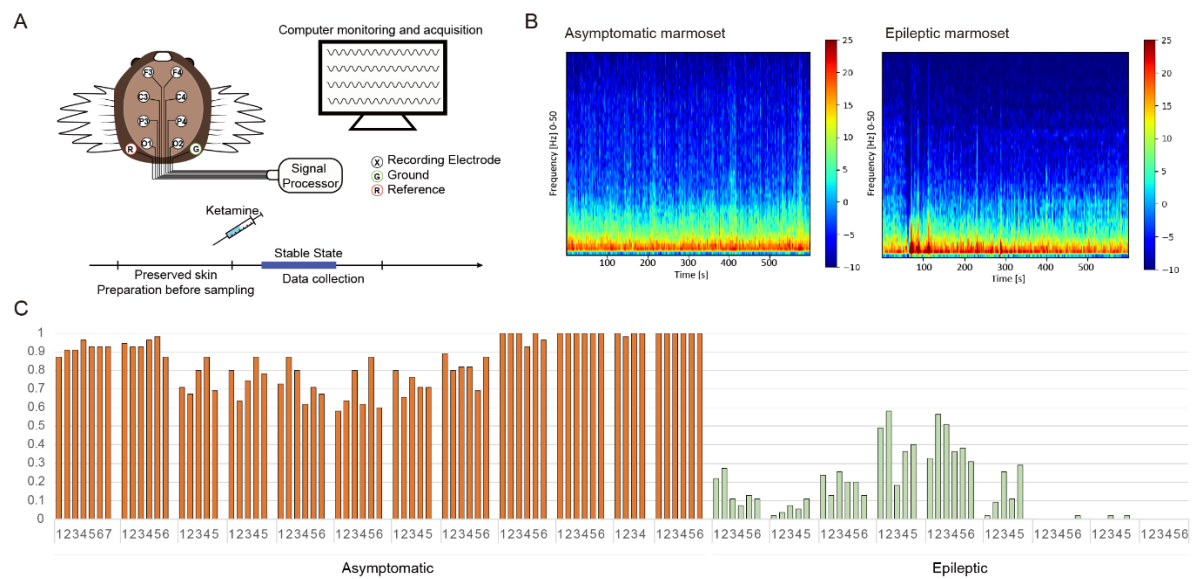 A
Computer monitoring and acquisition
F3 F4
C3 C4
P3 P4
O1 O2
R G
Signal
Processor
X Recording Electrode
G Ground
R Reference
Ketamine
Stable State
Preserved skin
Preparation before sampling
Data collection
B
Asymptomatic marmoset
Frequency [Hz] 0-50
100 200 300 400 500
Time [s]
25
20
15
10
5
0
−5
−10
Epileptic marmoset
Frequency [Hz] 0-50
100 200 300 400 500
Time [s]
25
20
15
10
5
0
−5
−10
C
1
0.9
0.8
0.7
0.6
0.5
0.4
0.3
0.2
0.1
0
1234567 123456 12345 12345 123456 123456 12345 123456 123456 123456 1234 123456 123456 12345 123456 12345 123456 12345 123456 12345 123456
Asymptomatic Epileptic